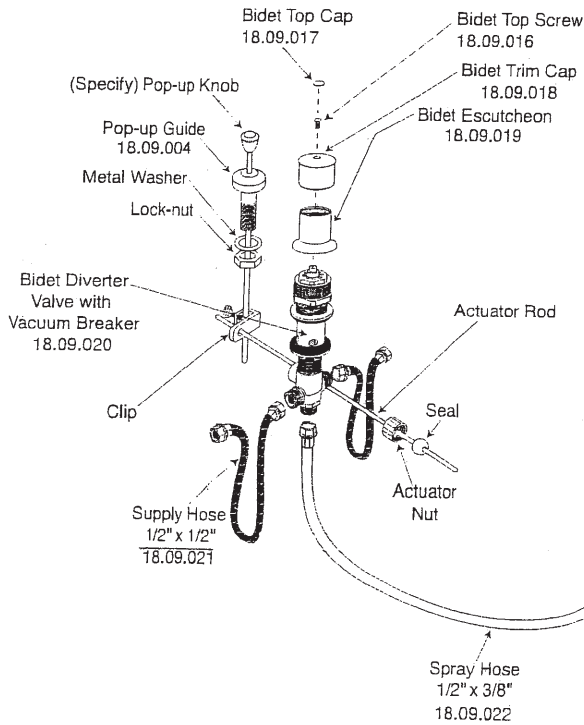 Bidet Top Cap
18.09.017
Bidet Top Screw
18.09.016
(Specify) Pop-up Knob
Bidet Trim Cap
18.09.018
Pop-up Guide
18.09.004
Bidet Escutcheon
18.09.019
Metal Washer
Lock-nut
Bidet Diverter
Valve with
Vacuum Breaker
18.09.020
Actuator Rod
Clip
Seal
Actuator
Nut
Supply Hose
1/2" x 1/2"
18.09.021
Spray Hose
1/2" x 3/8"
18.09.022